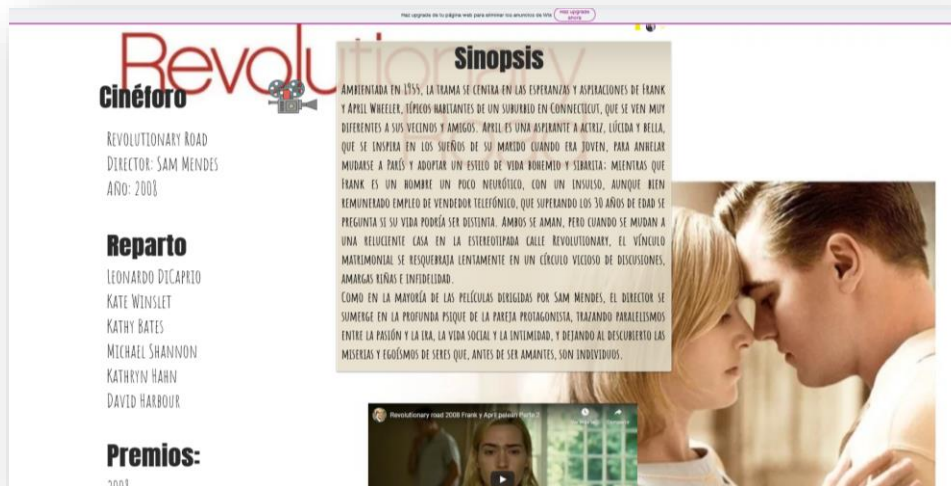 Haz upgrade de tu página web para eliminar los anuncios de Wix
Haz upgrade
ahora
Revolutionary
Road
Cinéforo
Revolutionary Road
Director: Sam Mendes
Año: 2008
Reparto
Leonardo DiCaprio
Kate Winslet
Kathy Bates
Michael Shannon
Kathryn Hahn
David Harbour
Premios:
2008
Sinopsis
Ambientada en 1955, la trama se centra en las esperanzas y aspiraciones de Frank
y April Wheeler, típicos habitantes de un suburbio en Connecticut, que se ven muy
diferentes a sus vecinos y amigos. April es una aspirante a actriz, lúcida y bella,
que se inspira en los sueños de su marido cuando era joven, para anhelar
mudarse a París y adoptar un estilo de vida bohemio y sibarita; mientras que
Frank es un hombre un poco neurótico, con un insulso, aunque bien
remunerado empleo de vendedor telefónico, que superando los 30 años de edad se
pregunta si su vida podría ser distinta. Ambos se aman, pero cuando se mudan a
una reluciente casa en la estereotipada calle Revolutionary, el vínculo
matrimonial se resquebraja lentamente en un círculo vicioso de discusiones,
amargas riñas e infidelidad.
Como en la mayoría de las películas dirigidas por Sam Mendes, el director se
sumerge en la profunda psique de la pareja protagonista, trazando paralelismos
entre la pasión y la ira, la vida social y la intimidad, y dejando al descubierto las
miserias y egoísmos de seres que, antes de ser amantes, son individuos.
Revolutionary road 2008 Frank y April pelean Parte 2